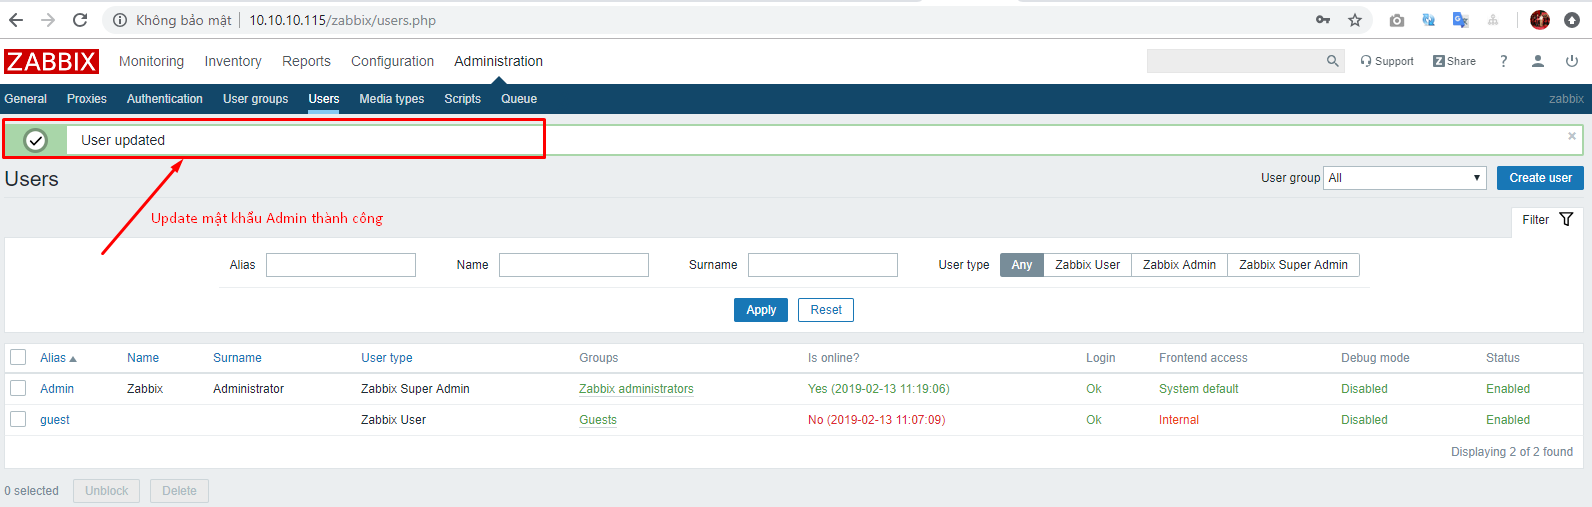 Không bảo mật | 10.10.10.115/zabbix/users.php
ZABBIX Monitoring Inventory Reports Configuration Administration Support Z Share ?
General Proxies Authentication User groups Users Media types Scripts Queue zabbix
User updated ×
Users User group All Create user
Update mật khẩu Admin thành công
Filter
Alias Name Surname User type Any Zabbix User Zabbix Admin Zabbix Super Admin
Apply Reset
Alias Name Surname User type Groups Is online? Login Frontend access Debug mode Status
Admin Zabbix Administrator Zabbix Super Admin Zabbix administrators Yes (2019-02-13 11:19:06) Ok System default Disabled Enabled
guest Zabbix User Guests No (2019-02-13 11:07:09) Ok Internal Disabled Enabled
Displaying 2 of 2 found
0 selected Unblock Delete